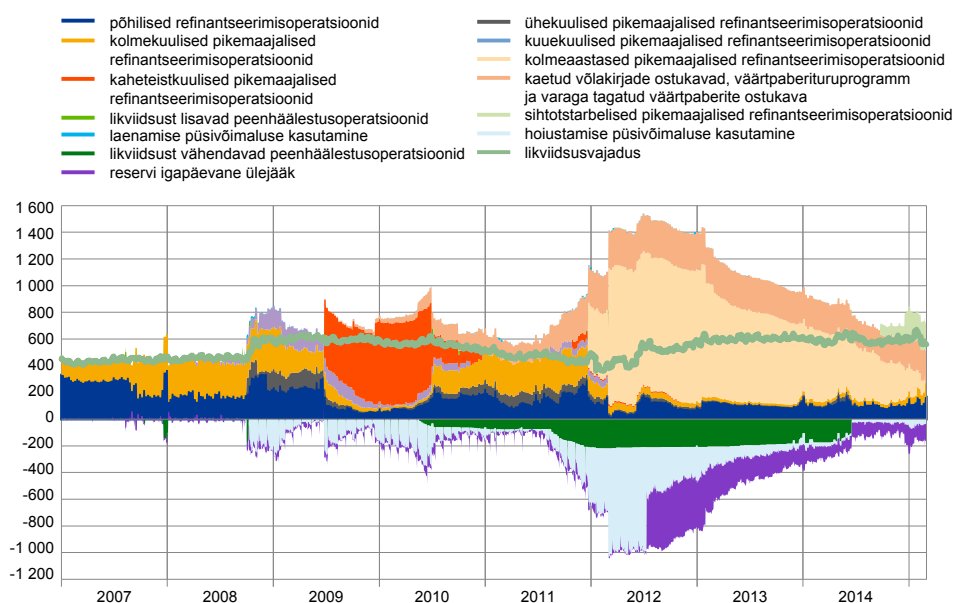 põhilised refinantseerimisoperatsioonid
kolmekuulised pikemaajalised
refinantseerimisoperatsioonid
kaheteistkuulised pikemaajalised
refinantseerimisoperatsioonid
likviidsust lisavad peenhäälestusoperatsioonid
laenamise püsivõimaluse kasutamine
likviidsust vähendavad peenhäälestusoperatsioonid
reservi igapäevane ülejääk
ühekuulised pikemaajalised refinantseerimisoperatsioonid
kuuekuulised pikemaajalised refinantseerimisoperatsioonid
kolmeaastased pikemaajalised refinantseerimisoperatsioonid
kaetud võlakirjade ostukavad, väärtpaberituruprogramm
ja varaga tagatud väärtpaberite ostukava
sihtotstarbelised pikemaajalised refinantseerimisoperatsioonid
hoiustamise püsivõimaluse kasutamine
likviidsusvajadus
1 600
1 400
1 200
1 000
800
600
400
200
0
-200
-400
-600
-800
-1 000
-1 200
2007 2008 2009 2010 2011 2012 2013 2014